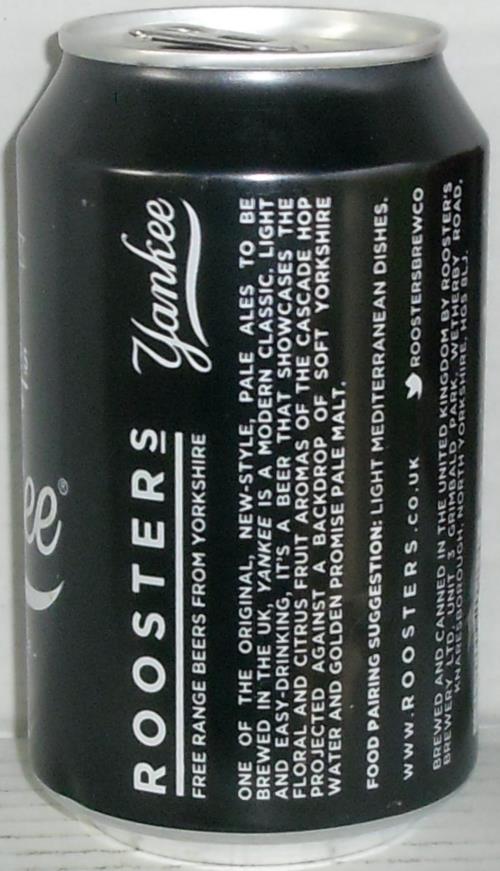 ee®
ROOSTERS
FREE RANGE BEERS FROM YORKSHIRE
Yankee
ONE OF THE ORIGINAL, NEW-STYLE, PALE ALES TO BE
BREWED IN THE UK, YANKEE IS A MODERN CLASSIC. LIGHT
AND EASY-DRINKING, IT'S A BEER THAT SHOWCASES THE
FLORAL AND CITRUS FRUIT AROMAS OF THE CASCADE HOP
PROJECTED AGAINST A BACKDROP OF SOFT YORKSHIRE
WATER AND GOLDEN PROMISE PALE MALT.
FOOD PAIRING SUGGESTION: LIGHT MEDITERRANEAN DISHES.
WWW.ROOSTERS.CO.UK ROOSTERSBREWCO
BREWED AND CANNED IN THE UNITED KINGDOM BY ROOSTER'S
BREWERY LTD, UNIT 3, GRIMBALD PARK, WETHERBY ROAD,
KNARESBOROUGH, NORTH YORKSHIRE, HG5 8LJ.